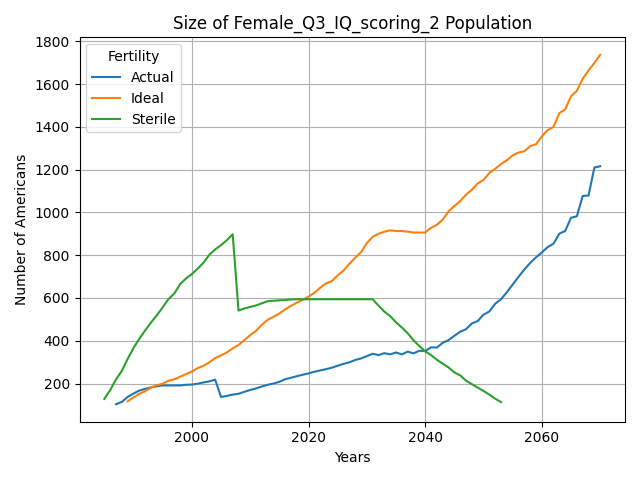 Size of Female_Q3_IQ_scoring_2 Population
Number of Americans
1800
1600
1400
1200
1000
800
600
400
200
Fertility
Actual
Ideal
Sterile
2000
2020
2040
2060
Years